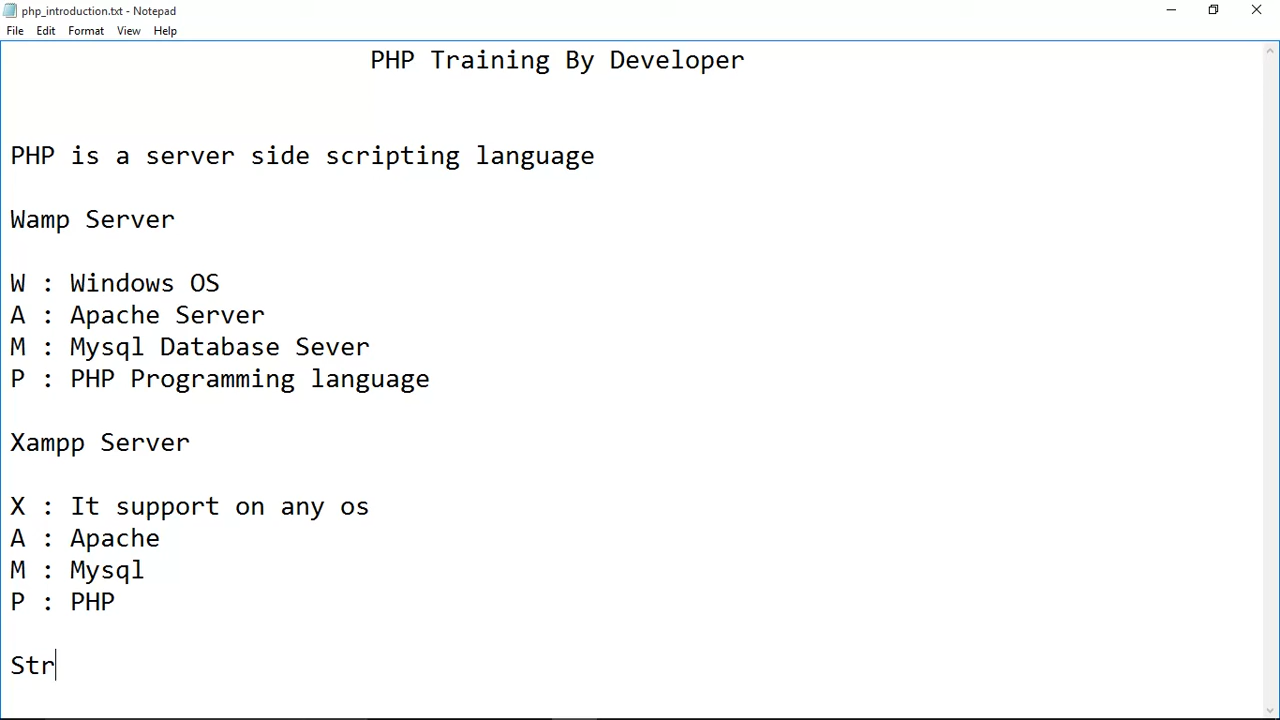 php_introduction.txt - Notepad
File Edit Format View Help
PHP Training By Developer
PHP is a server side scripting language
Wamp Server
W : Windows OS
A : Apache Server
M : Mysql Database Sever
P : PHP Programming language
Xampp Server
X : It support on any os
A : Apache
M : Mysql
P : PHP
Str